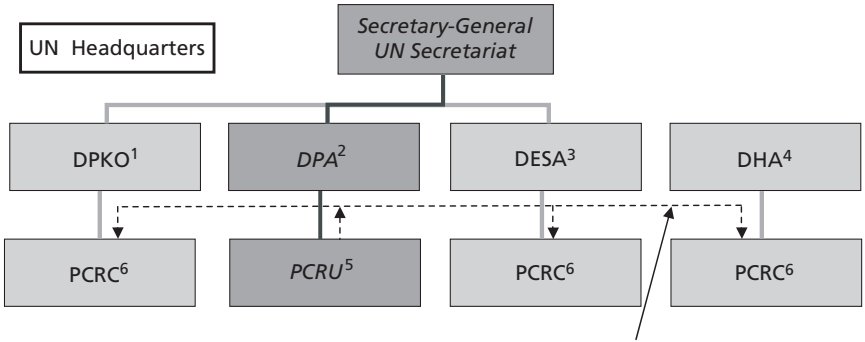 Secretary-General
UN Secretariat
UN Headquarters
DPKO¹
DPA²
DESA³
DHA⁴
PCRC⁶
PCRU⁵
PCRC⁶
PCRC⁶